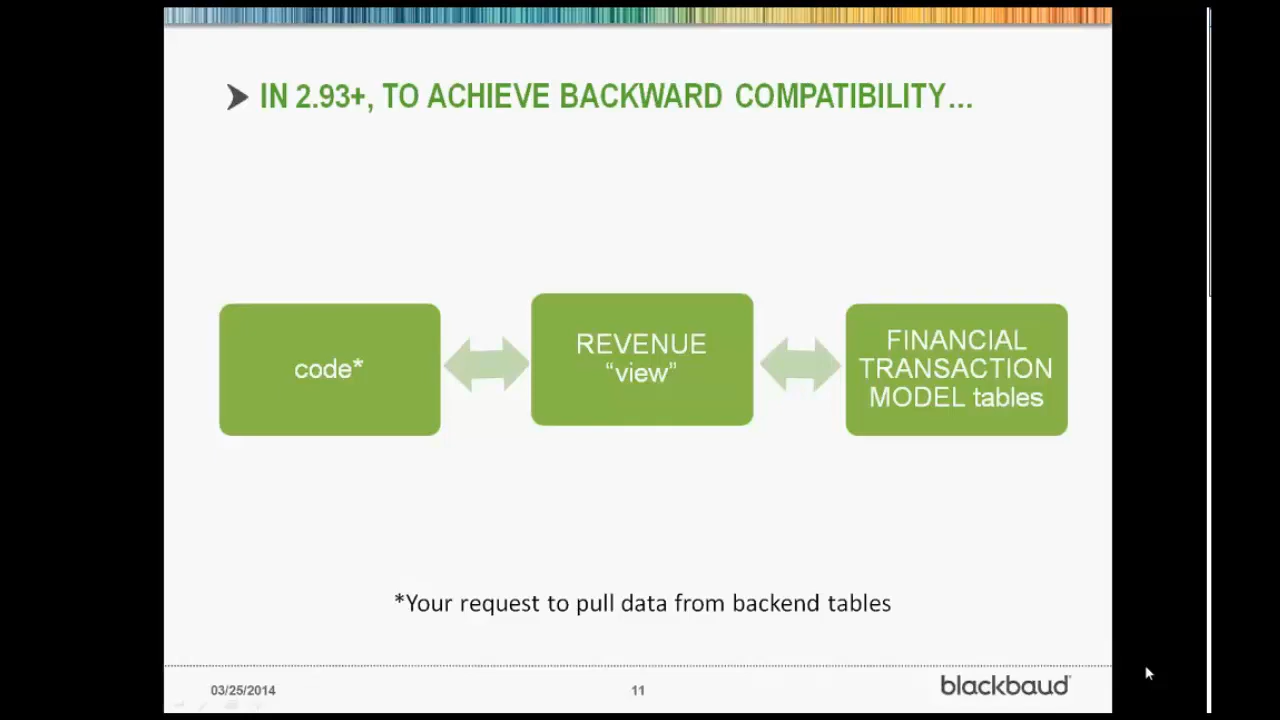 IN 2.93+, TO ACHIEVE BACKWARD COMPATIBILITY...
code*
REVENUE
“view”
FINANCIAL
TRANSACTION
MODEL tables
*Your request to pull data from backend tables
03/25/2014
11
blackbaud®